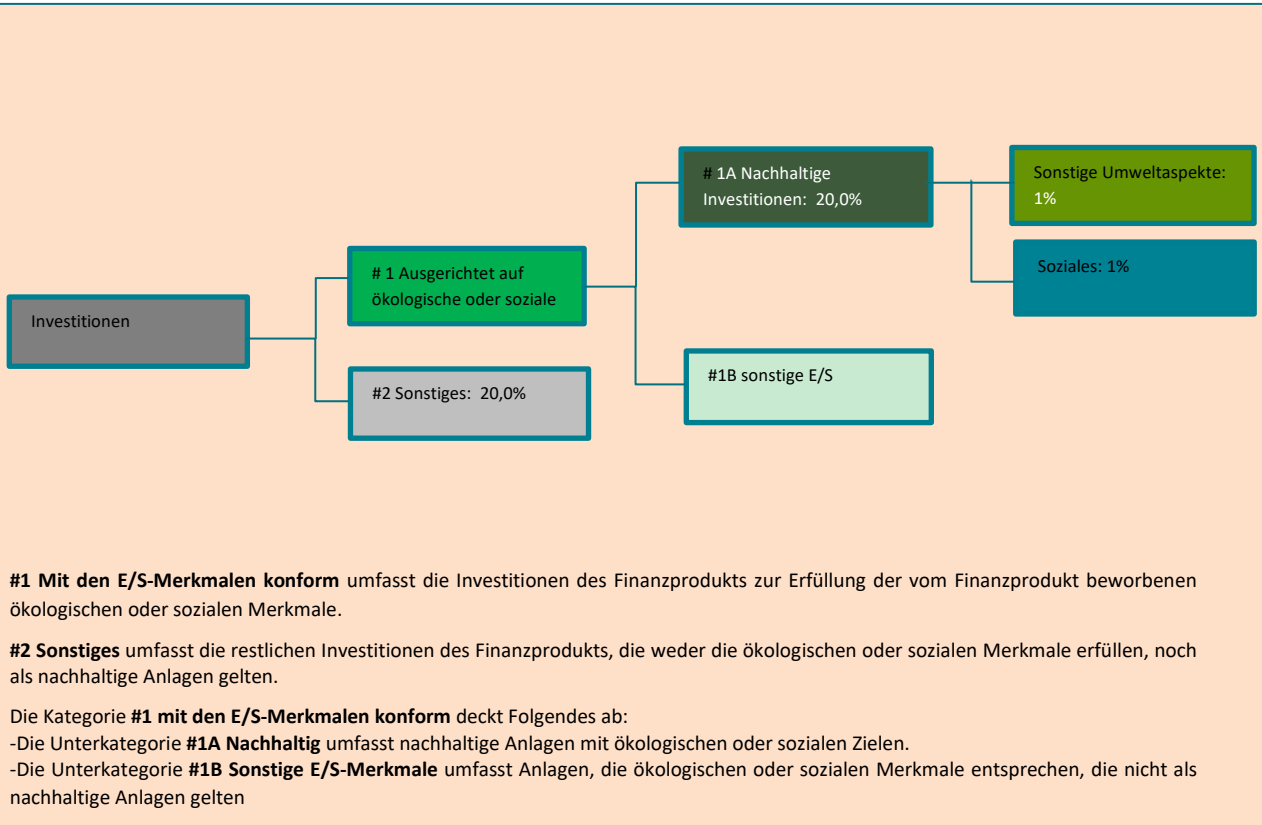 # 1A Nachhaltige
Investitionen: 20,0%
Sonstige Umweltaspekte:
1%
Soziales: 1%
# 1 Ausgerichtet auf
ökologische oder soziale
Investitionen
#2 Sonstiges: 20,0%
#1B sonstige E/S
#1 Mit den E/S-Merkmalen konform umfasst die Investitionen des Finanzprodukts zur Erfüllung der vom Finanzprodukt beworbenen
ökologischen oder sozialen Merkmale.
#2 Sonstiges umfasst die restlichen Investitionen des Finanzprodukts, die weder die ökologischen oder sozialen Merkmale erfüllen, noch
als nachhaltige Anlagen gelten.
Die Kategorie #1 mit den E/S-Merkmalen konform deckt Folgendes ab:
-Die Unterkategorie #1A Nachhaltig umfasst nachhaltige Anlagen mit ökologischen oder sozialen Zielen.
-Die Unterkategorie #1B Sonstige E/S-Merkmale umfasst Anlagen, die ökologischen oder sozialen Merkmale entsprechen, die nicht als
nachhaltige Anlagen gelten